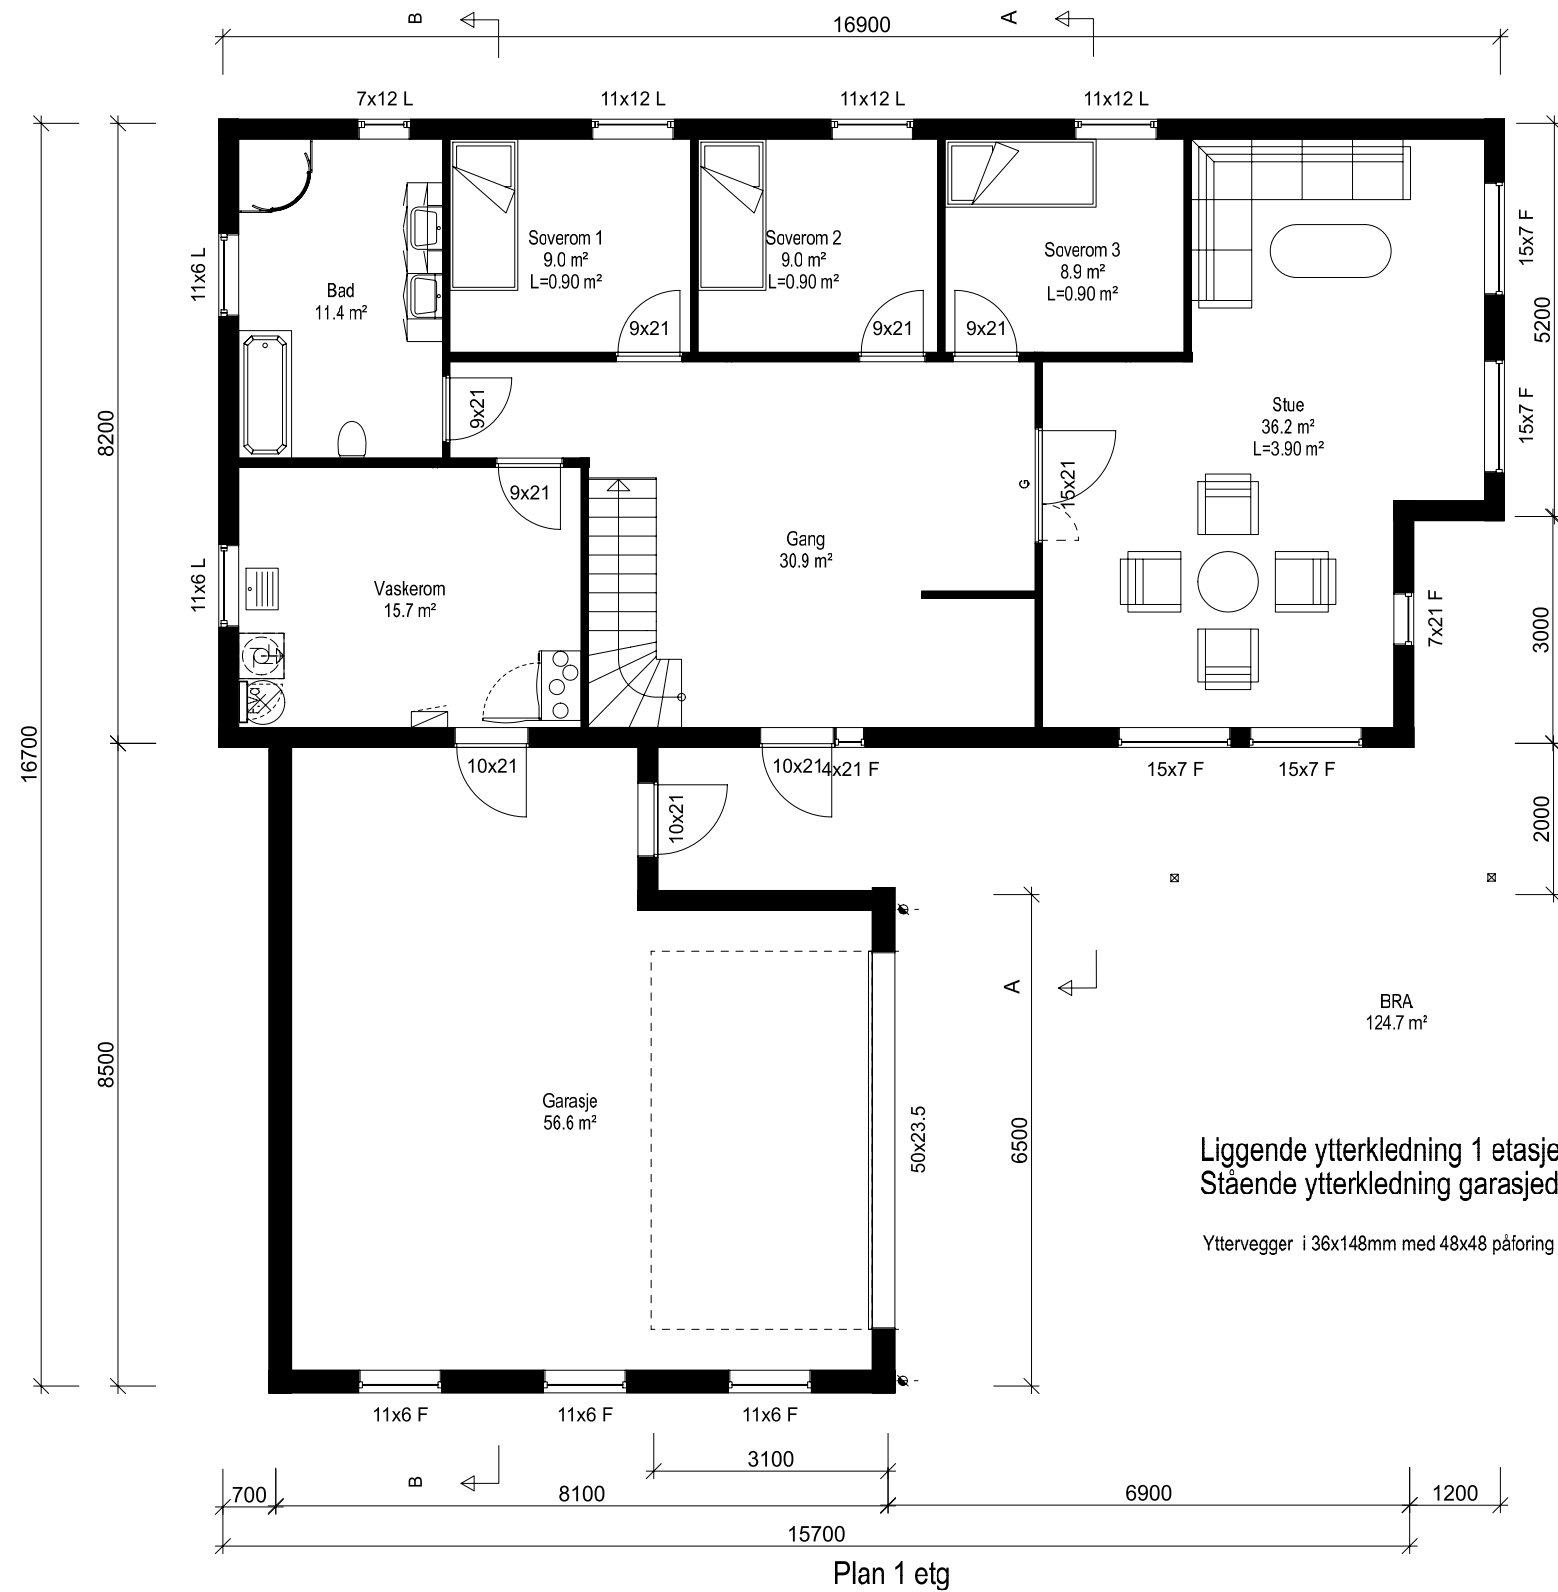 B
A
16900
7x12 L
11x12 L
11x12 L
11x12 L
11x6 L
Bad
11.4 m²
Soverom 1
9.0 m²
L=0.90 m²
Soverom 2
9.0 m²
L=0.90 m²
Soverom 3
8.9 m²
L=0.90 m²
15x7 F
5200
9x21
9x21
9x21
9x21
Stue
36.2 m²
L=3.90 m²
15x7 F
8200
9x21
15x21
G
Gang
30.9 m²
11x6 L
Vaskerom
15.7 m²
7x21 F
3000
16700
10x21
10x21
4x21 F
15x7 F
15x7 F
10x21
2000
A
BRA
124.7 m²
8500
Garasje
56.6 m²
50x23.5
6500
Liggende ytterkledning 1 etasje
Stående ytterkledning garasjed
Yttervegger i 36x148mm med 48x48 påforing
11x6 F
11x6 F
11x6 F
B
3100
700
8100
6900
1200
15700
Plan 1 etg